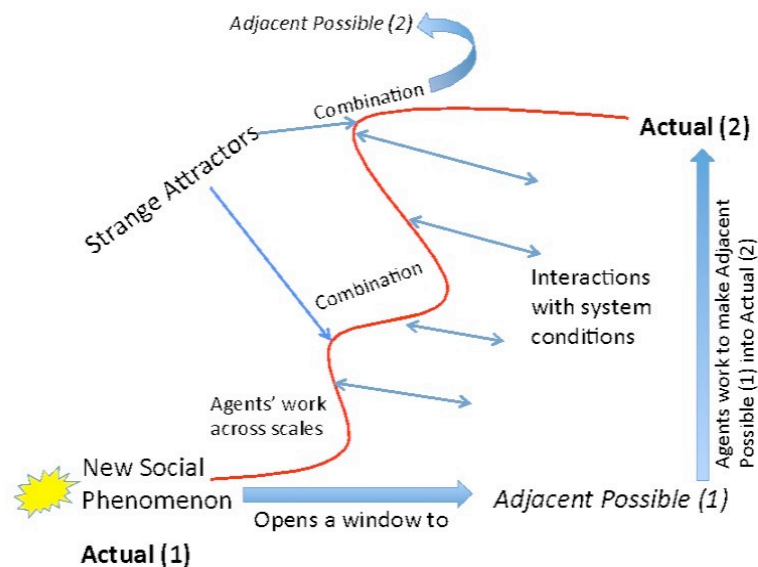 Adjacent Possible (2)
Combination
Actual (2)
Strange Attractors
Combination
Interactions
with system
conditions
Agents work to make Adjacent
Possible (1) into Actual (2)
Agents’ work
across scales
New Social
Phenomenon
Opens a window to
Adjacent Possible (1)
Actual (1)